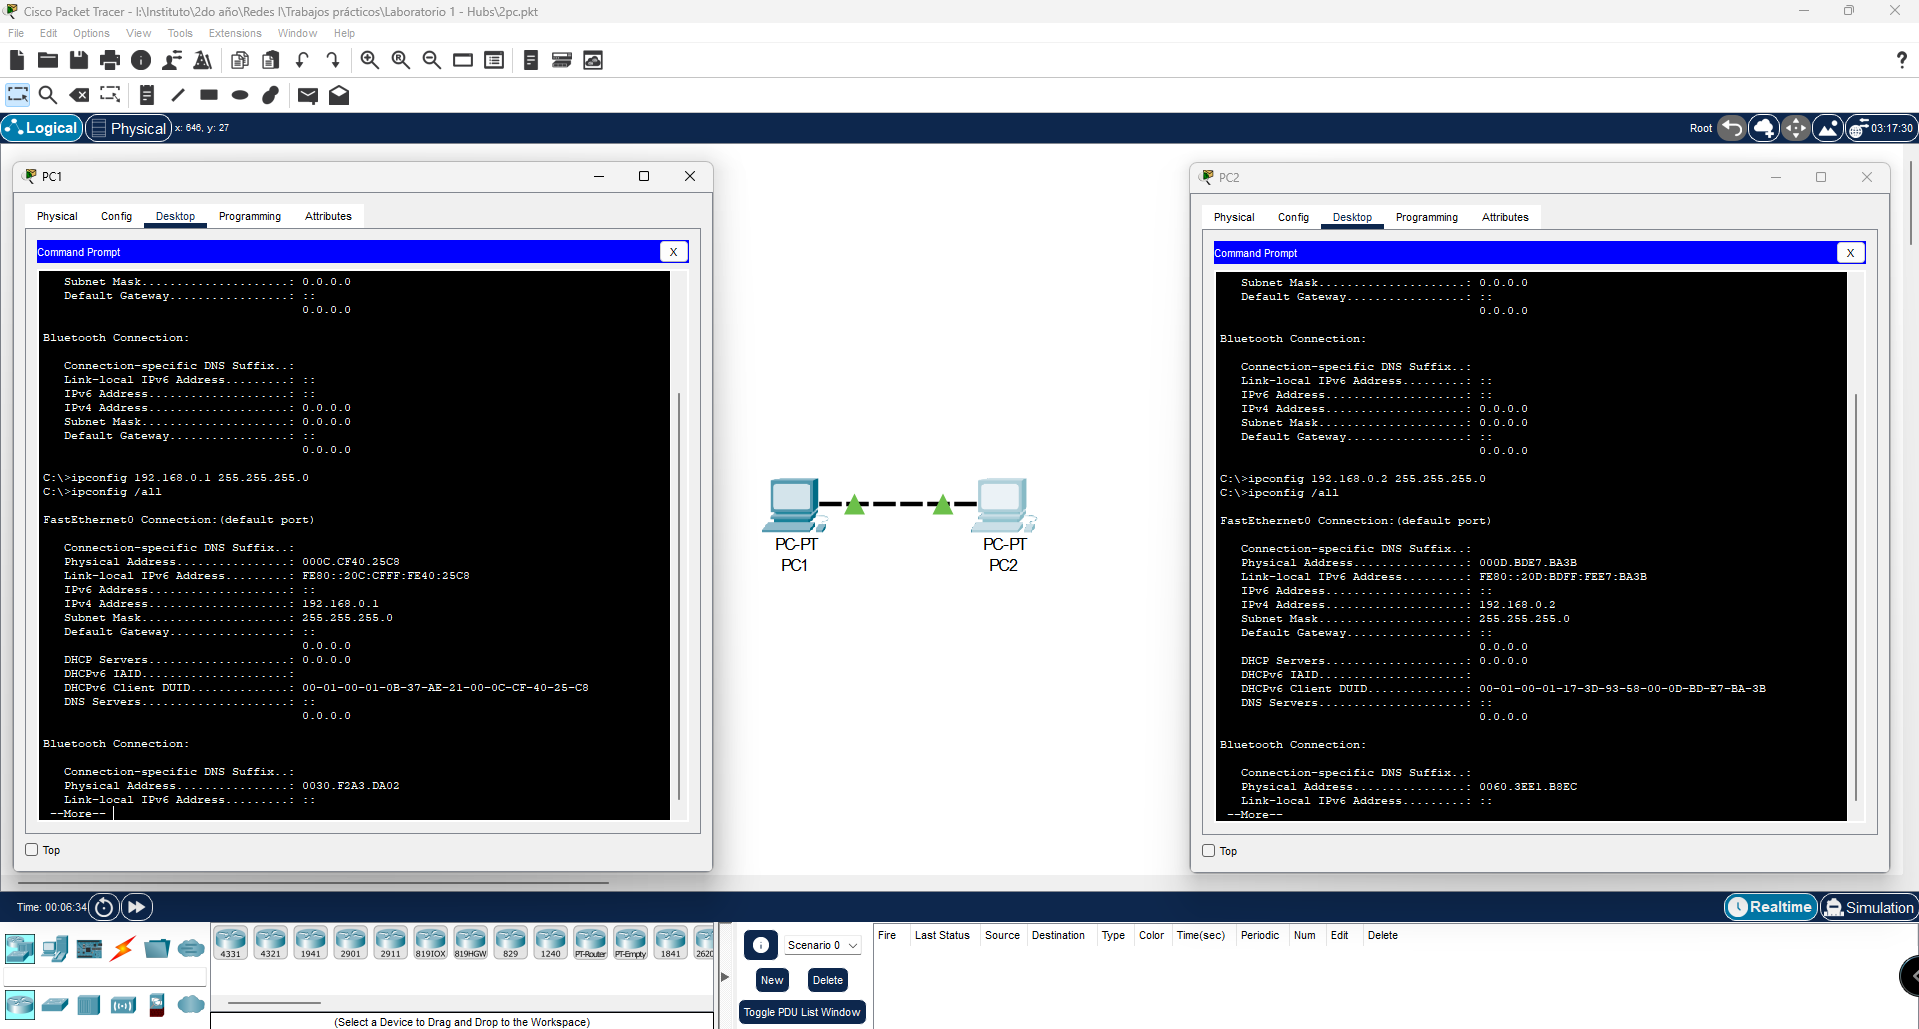 Cisco Packet Tracer - I:\Instituto\2do año\Redes I\Trabajos prácticos\Laboratorio 1 - Hubs\2pc.pkt
File Edit Options View Tools Extensions Window Help
Logical Physical x: 646, y: 27 Root 03:17:30
PC1
Physical Config Desktop Programming Attributes
Command Prompt X
Subnet Mask.....................: 0.0.0.0
Default Gateway.................: ::
0.0.0.0
Bluetooth Connection:
Connection-specific DNS Suffix..:
Link-local IPv6 Address.........: ::
IPv6 Address....................: ::
IPv4 Address....................: 0.0.0.0
Subnet Mask.....................: 0.0.0.0
Default Gateway.................: ::
0.0.0.0
C:\>ipconfig 192.168.0.1 255.255.255.0
C:\>ipconfig /all
FastEthernet0 Connection:(default port)
Connection-specific DNS Suffix..:
Physical Address................: 000C.CF40.25C8
Link-local IPv6 Address.........: FE80::20C:CFFF:FE40:25C8
IPv6 Address....................: ::
IPv4 Address....................: 192.168.0.1
Subnet Mask.....................: 255.255.255.0
Default Gateway.................: ::
0.0.0.0
DHCP Servers....................: 0.0.0.0
DHCPv6 IAID.....................:
DHCPv6 Client DUID..............: 00-01-00-01-0B-37-AE-21-00-0C-CF-40-25-C8
DNS Servers.....................: ::
0.0.0.0
Bluetooth Connection:
Connection-specific DNS Suffix..:
Physical Address................: 0030.F2A3.DA02
Link-local IPv6 Address.........: ::
--More--
Top
PC-PT
PC1
PC-PT
PC2
PC2
Physical Config Desktop Programming Attributes
Command Prompt X
Subnet Mask.....................: 0.0.0.0
Default Gateway.................: ::
0.0.0.0
Bluetooth Connection:
Connection-specific DNS Suffix..:
Link-local IPv6 Address.........: ::
IPv6 Address....................: ::
IPv4 Address....................: 0.0.0.0
Subnet Mask.....................: 0.0.0.0
Default Gateway.................: ::
0.0.0.0
C:\>ipconfig 192.168.0.2 255.255.255.0
C:\>ipconfig /all
FastEthernet0 Connection:(default port)
Connection-specific DNS Suffix..:
Physical Address................: 000D.BDE7.BA3B
Link-local IPv6 Address.........: FE80::20D:BDFF:FEE7:BA3B
IPv6 Address....................: ::
IPv4 Address....................: 192.168.0.2
Subnet Mask.....................: 255.255.255.0
Default Gateway.................: ::
0.0.0.0
DHCP Servers....................: 0.0.0.0
DHCPv6 IAID.....................:
DHCPv6 Client DUID..............: 00-01-00-01-17-3D-93-58-00-0D-BD-E7-BA-3B
DNS Servers.....................: ::
0.0.0.0
Bluetooth Connection:
Connection-specific DNS Suffix..:
Physical Address................: 0060.3EE1.B8EC
Link-local IPv6 Address.........: ::
--More--
Top
Time: 00:06:34 Realtime Simulation
4331 4321 1941 2901 2911 819IOX 819HGW 829 1240 PT-Router PT-Empty 1841 2620
(Select a Device to Drag and Drop to the Workspace)
Scenario 0
New Delete
Toggle PDU List Window
Fire Last Status Source Destination Type Color Time(sec) Periodic Num Edit Delete